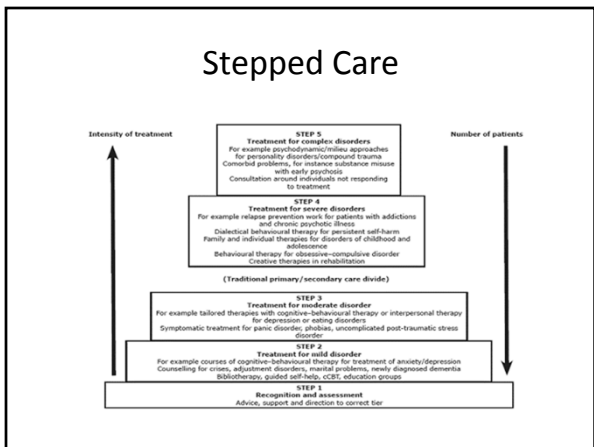 Stepped Care
Intensity of treatment
Number of patients
STEP 5
Treatment for complex disorders
For example psychodynamic/milieu approaches
for personality disorders/compound trauma
Comorbid problems, for instance substance misuse
with early psychosis
Consultation around individuals not responding
to treatment
STEP 4
Treatment for severe disorders
For example relapse prevention work for patients with addictions
and chronic psychotic illness
Dialectical behavioural therapy for persistent self-harm
Family and individual therapies for disorders of childhood and
adolescence
Behavioural therapy for obsessive–compulsive disorder
Creative therapies in rehabilitation
(Traditional primary/secondary care divide)
STEP 3
Treatment for moderate disorder
For example tailored therapies with cognitive–behavioural therapy or interpersonal therapy
for depression or eating disorders
Symptomatic treatment for panic disorder, phobias, uncomplicated post-traumatic stress
disorder
STEP 2
Treatment for mild disorder
For example courses of cognitive–behavioural therapy for treatment of anxiety/depression
Counselling for crises, adjustment disorders, marital problems, newly diagnosed dementia
Bibliotherapy, guided self-help, cCBT, education groups
STEP 1
Recognition and assessment
Advice, support and direction to correct tier